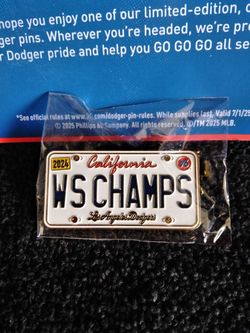 hope you enjoy one of our limited-edition, c
ger pins. Wherever you're headed, we're pr
r Dodger pride and help you GO GO GO all se
*See official rules at www. .com/dodger-pin-rules. While supplies last. Valid 7/1/25
© 2025 Phillips 66 Company. All rights reserved. ©/TM 2025 MLB.
2024 California 76
WS CHAMPS
Los Angeles Dodgers